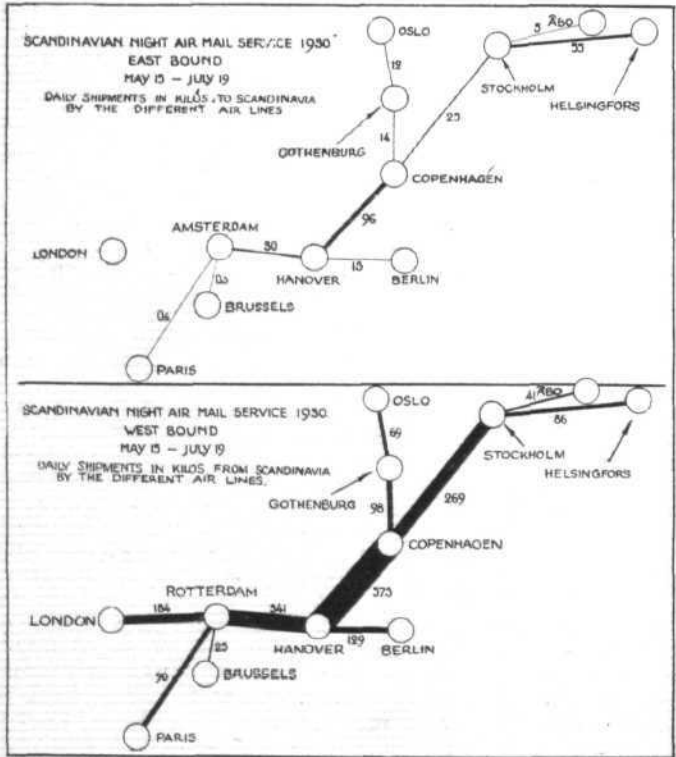 SCANDINAVIAN NIGHT AIR MAIL SERVICE 1930
EAST BOUND
MAY 15 – JULY 19
DAILY SHIPMENTS IN KILOS, TO SCANDINAVIA
BY THE DIFFERENT AIR LINES
OSLO
12
GOTHENBURG
14
ÅBO
5
55
STOCKHOLM
HELSINGFORS
COPENHAGEN
96
AMSTERDAM
LONDON
HANOVER
BERLIN
BRUSSELS
PARIS
SCANDINAVIAN NIGHT AIR MAIL SERVICE 1930.
WEST BOUND
MAY 15 – JULY 19
DAILY SHIPMENTS IN KILOS, FROM SCANDINAVIA
BY THE DIFFERENT AIR LINES.
OSLO
69
GOTHENBURG
98
41
ÅBO
86
STOCKHOLM
HELSINGFORS
269
COPENHAGEN
573
ROTTERDAM
LONDON
184
341
HANOVER
129
BERLIN
25
BRUSSELS
PARIS